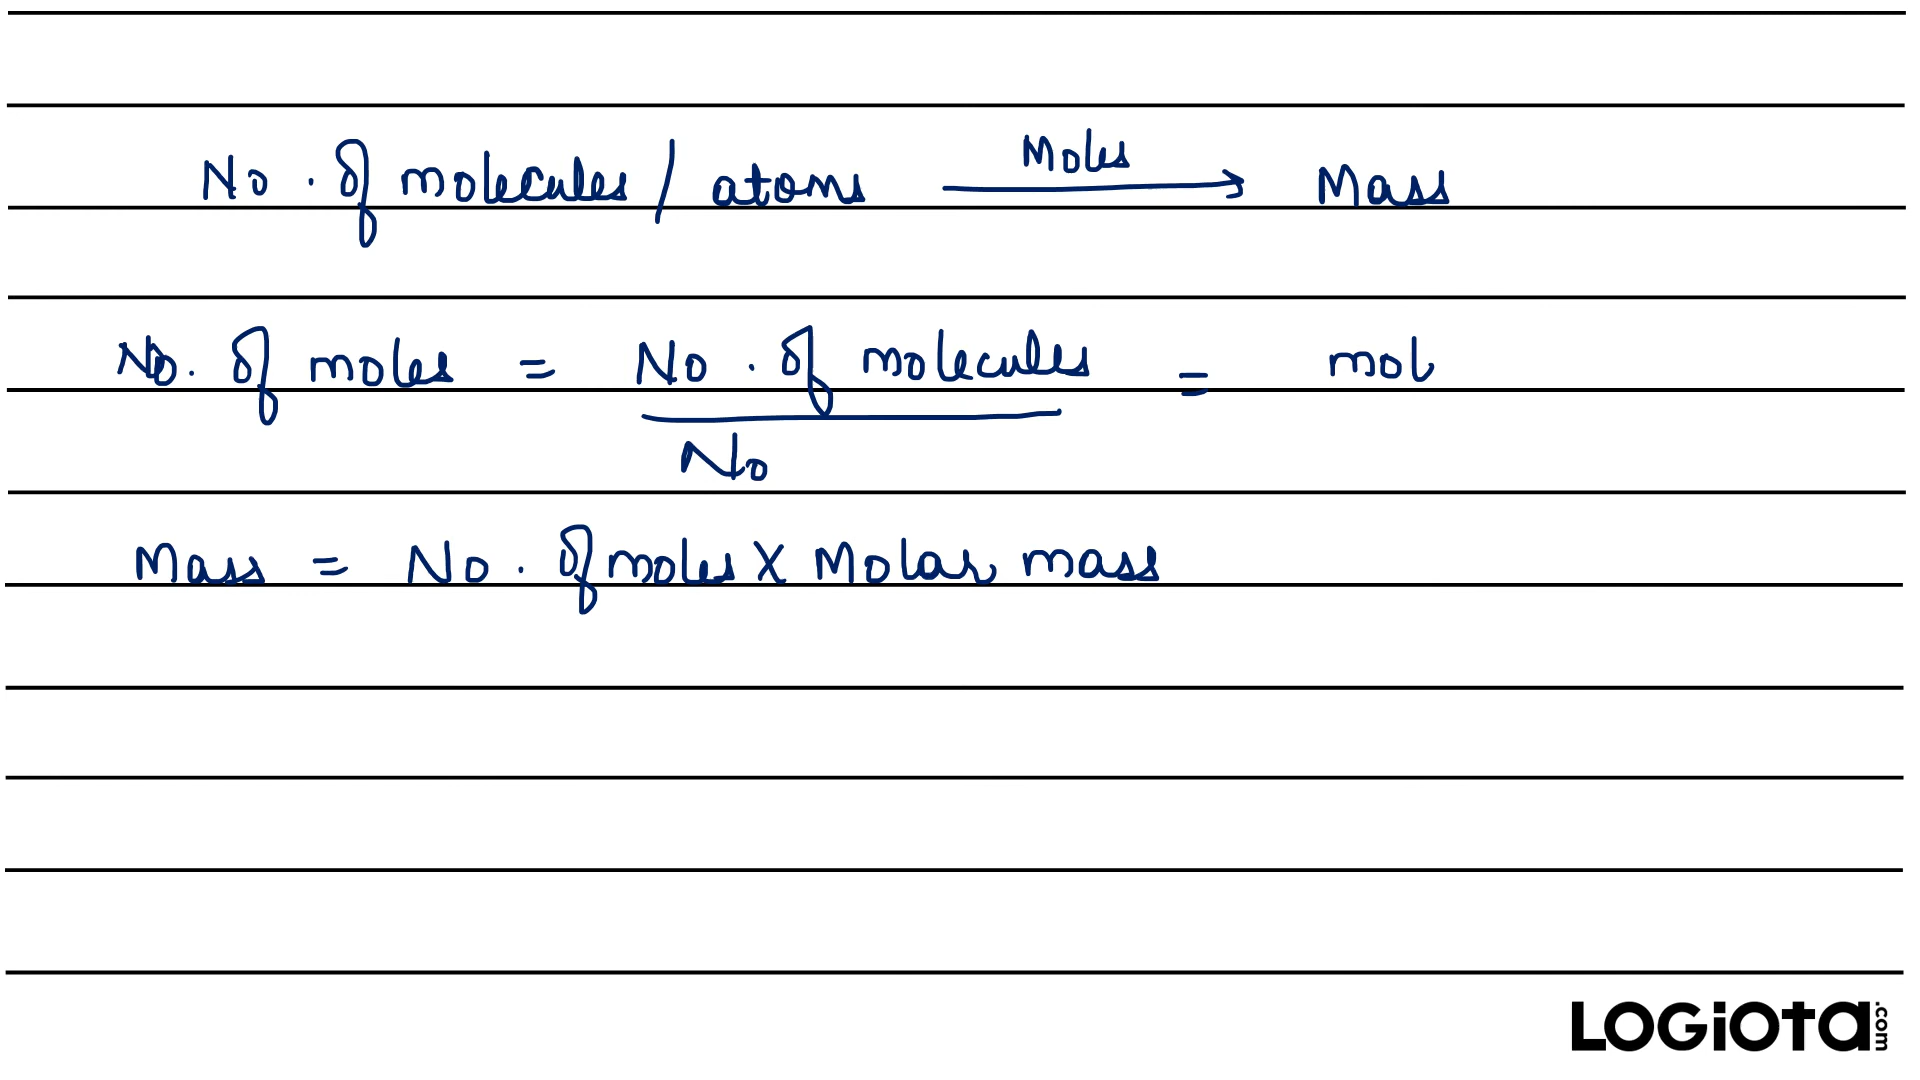 No. of molecules / atoms Moles → Mass
No. of moles = No. of molecules / No = mol
Mass = No. of moles X Molar mass
LOGiOTA.com